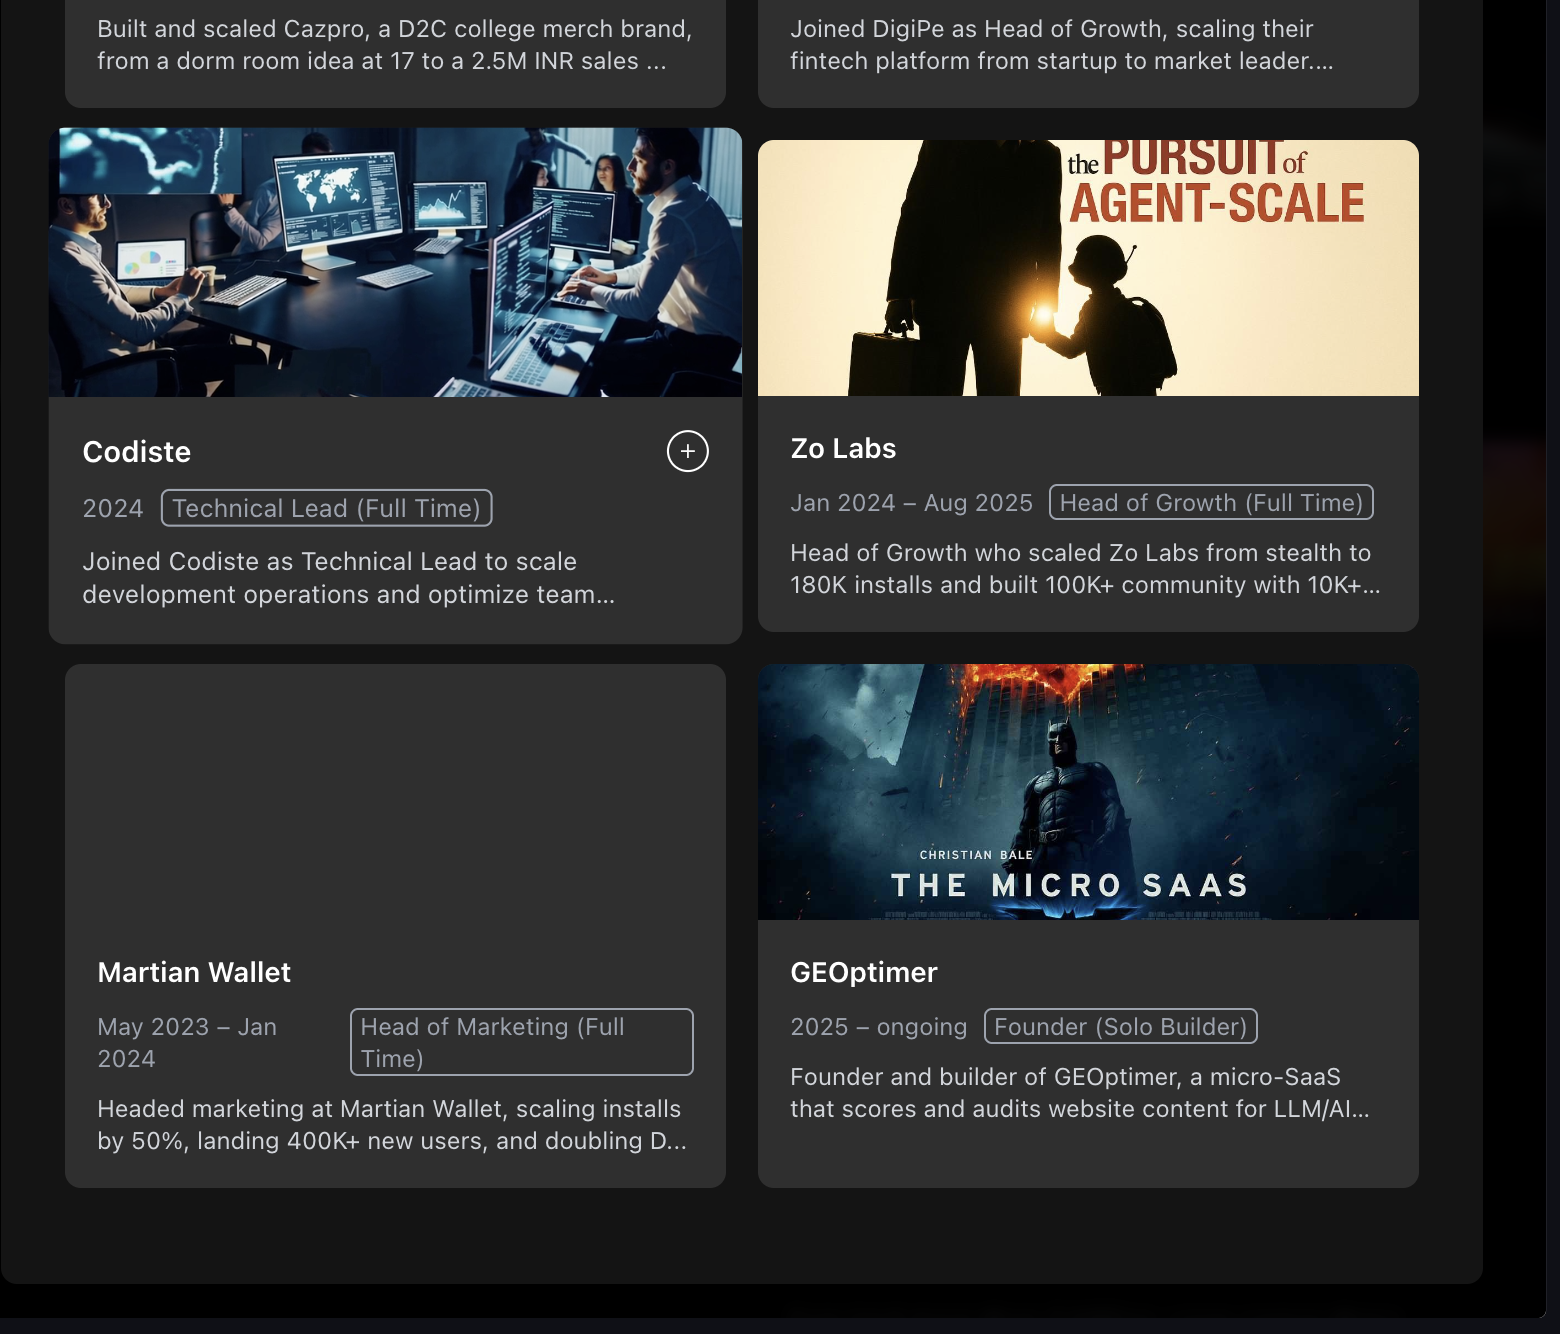 Built and scaled Cazpro, a D2C college merch brand,
from a dorm room idea at 17 to a 2.5M INR sales ...
Joined DigiPe as Head of Growth, scaling their
fintech platform from startup to market leader....
Codiste
2024 Technical Lead (Full Time)
Joined Codiste as Technical Lead to scale
development operations and optimize team...
the PURSUIT of
AGENT-SCALE
Zo Labs
Jan 2024 – Aug 2025 Head of Growth (Full Time)
Head of Growth who scaled Zo Labs from stealth to
180K installs and built 100K+ community with 10K+...
Martian Wallet
May 2023 – Jan
2024
Head of Marketing (Full
Time)
Headed marketing at Martian Wallet, scaling installs
by 50%, landing 400K+ new users, and doubling D...
CHRISTIAN BALE
THE MICRO SAAS
GEOptimer
2025 – ongoing Founder (Solo Builder)
Founder and builder of GEOptimer, a micro-SaaS
that scores and audits website content for LLM/AI...